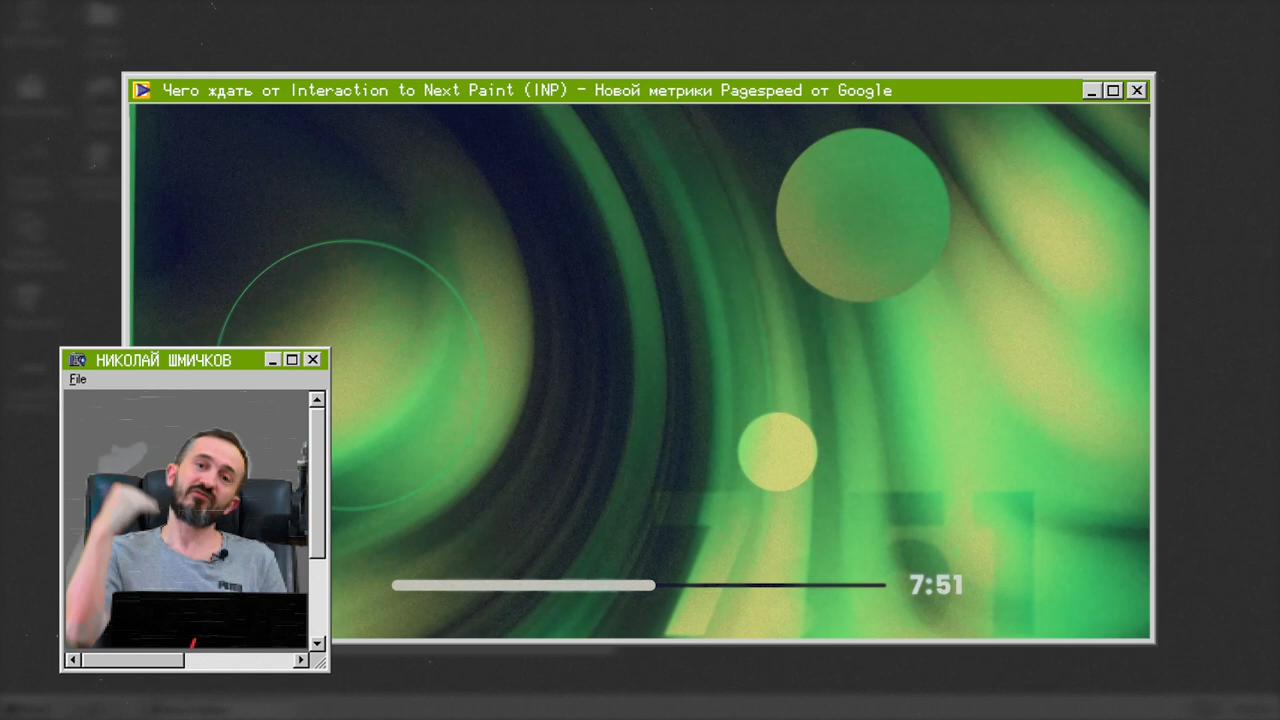 Чего ждать от Interaction to Next Paint (INP) - Новой метрики Pagespeed от Google
НИКОЛАЙ ШМИЧКОВ
File
7:51